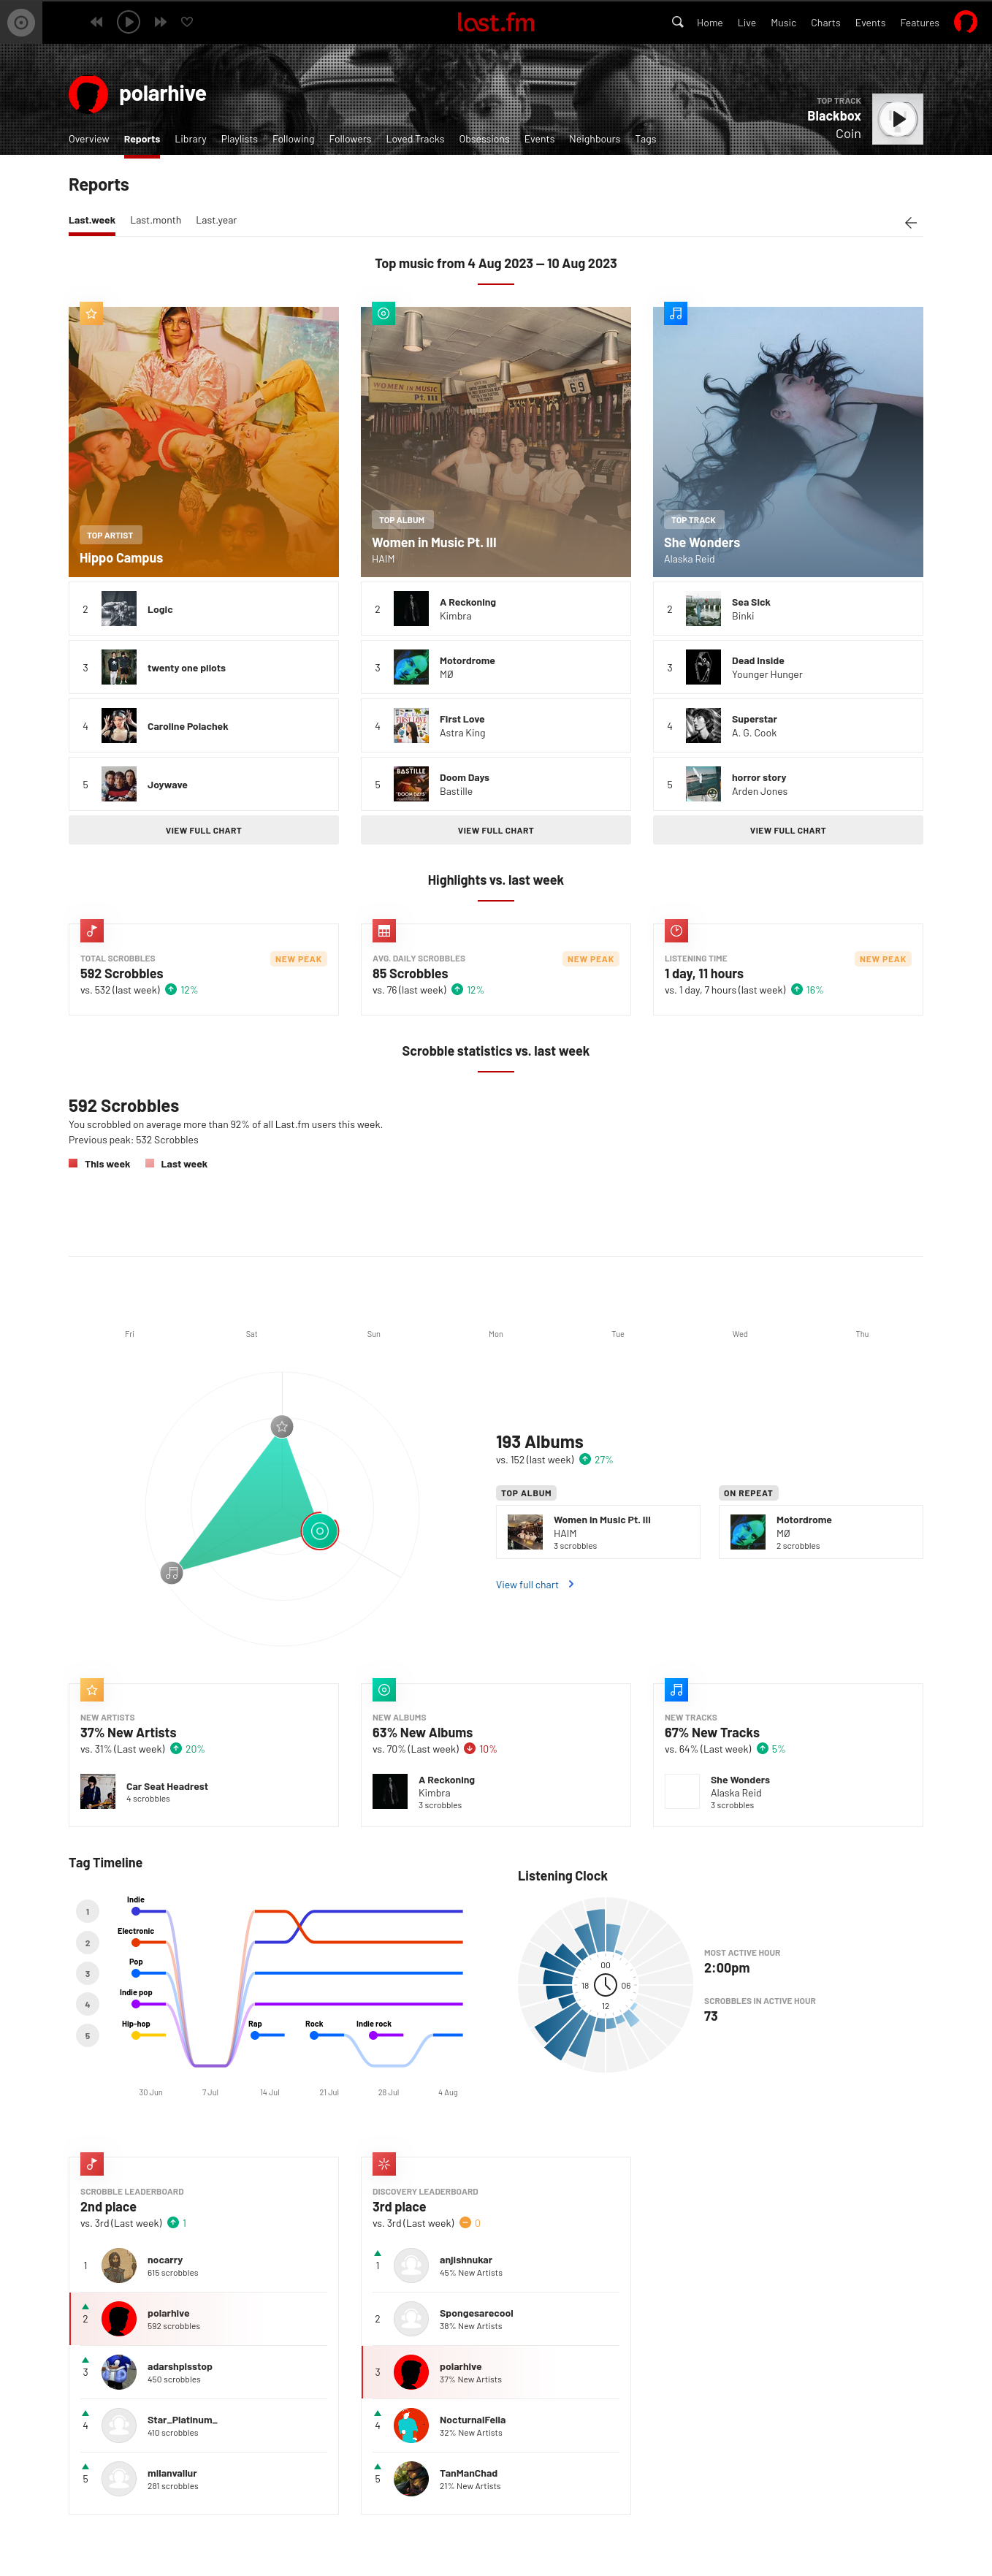 last.fm
Home Live Music Charts Events Features
polarhive
TOP TRACK
Blackbox
Coin
Overview Reports Library Playlists Following Followers Loved Tracks Obsessions Events Neighbours Tags
Reports
Last.week Last.month Last.year
Top music from 4 Aug 2023 — 10 Aug 2023
WOMEN IN MUSIC
PT. III
69
TOP ARTIST
Hippo Campus
TOP ALBUM
Women in Music Pt. III
HAIM
TOP TRACK
She Wonders
Alaska Reid
2 Logic
3 twenty one pilots
4 Caroline Polachek
5 Joywave
VIEW FULL CHART
2 A Reckoning
Kimbra
3 Motordrome
MØ
4 First Love
Astra King
FIRST LOVE
5 Doom Days
Bastille
BASTILLE
"DOOM DAYS"
VIEW FULL CHART
2 Sea Sick
Binki
3 Dead Inside
Younger Hunger
4 Superstar
A. G. Cook
5 horror story
Arden Jones
VIEW FULL CHART
Highlights vs. last week
TOTAL SCROBBLES NEW PEAK
592 Scrobbles
vs. 532 (last week) 12%
AVG. DAILY SCROBBLES NEW PEAK
85 Scrobbles
vs. 76 (last week) 12%
LISTENING TIME NEW PEAK
1 day, 11 hours
vs. 1 day, 7 hours (last week) 16%
Scrobble statistics vs. last week
592 Scrobbles
You scrobbled on average more than 92% of all Last.fm users this week.
Previous peak: 532 Scrobbles
This week Last week
Fri Sat Sun Mon Tue Wed Thu
193 Albums
vs. 152 (last week) 27%
TOP ALBUM
Women in Music Pt. III
HAIM
3 scrobbles
ON REPEAT
Motordrome
MØ
2 scrobbles
View full chart
NEW ARTISTS
37% New Artists
vs. 31% (Last week) 20%
Car Seat Headrest
4 scrobbles
NEW ALBUMS
63% New Albums
vs. 70% (Last week) 10%
A Reckoning
Kimbra
3 scrobbles
NEW TRACKS
67% New Tracks
vs. 64% (Last week) 5%
She Wonders
Alaska Reid
3 scrobbles
Tag Timeline
1 Indie
2 Electronic
3 Pop
4 Indie pop
5 Hip-hop Rap Rock Indie rock
30 Jun 7 Jul 14 Jul 21 Jul 28 Jul 4 Aug
Listening Clock
00
18 06
12
MOST ACTIVE HOUR
2:00pm
SCROBBLES IN ACTIVE HOUR
73
SCROBBLE LEADERBOARD
2nd place
vs. 3rd (Last week) 1
1 nocarry
615 scrobbles
2 polarhive
592 scrobbles
3 adarshpisstop
450 scrobbles
4 Star_Platinum_
410 scrobbles
5 milanvallur
281 scrobbles
DISCOVERY LEADERBOARD
3rd place
vs. 3rd (Last week) 0
1 anjishnukar
45% New Artists
2 Spongesarecool
38% New Artists
3 polarhive
37% New Artists
4 NocturnalFella
32% New Artists
5 TanManChad
21% New Artists